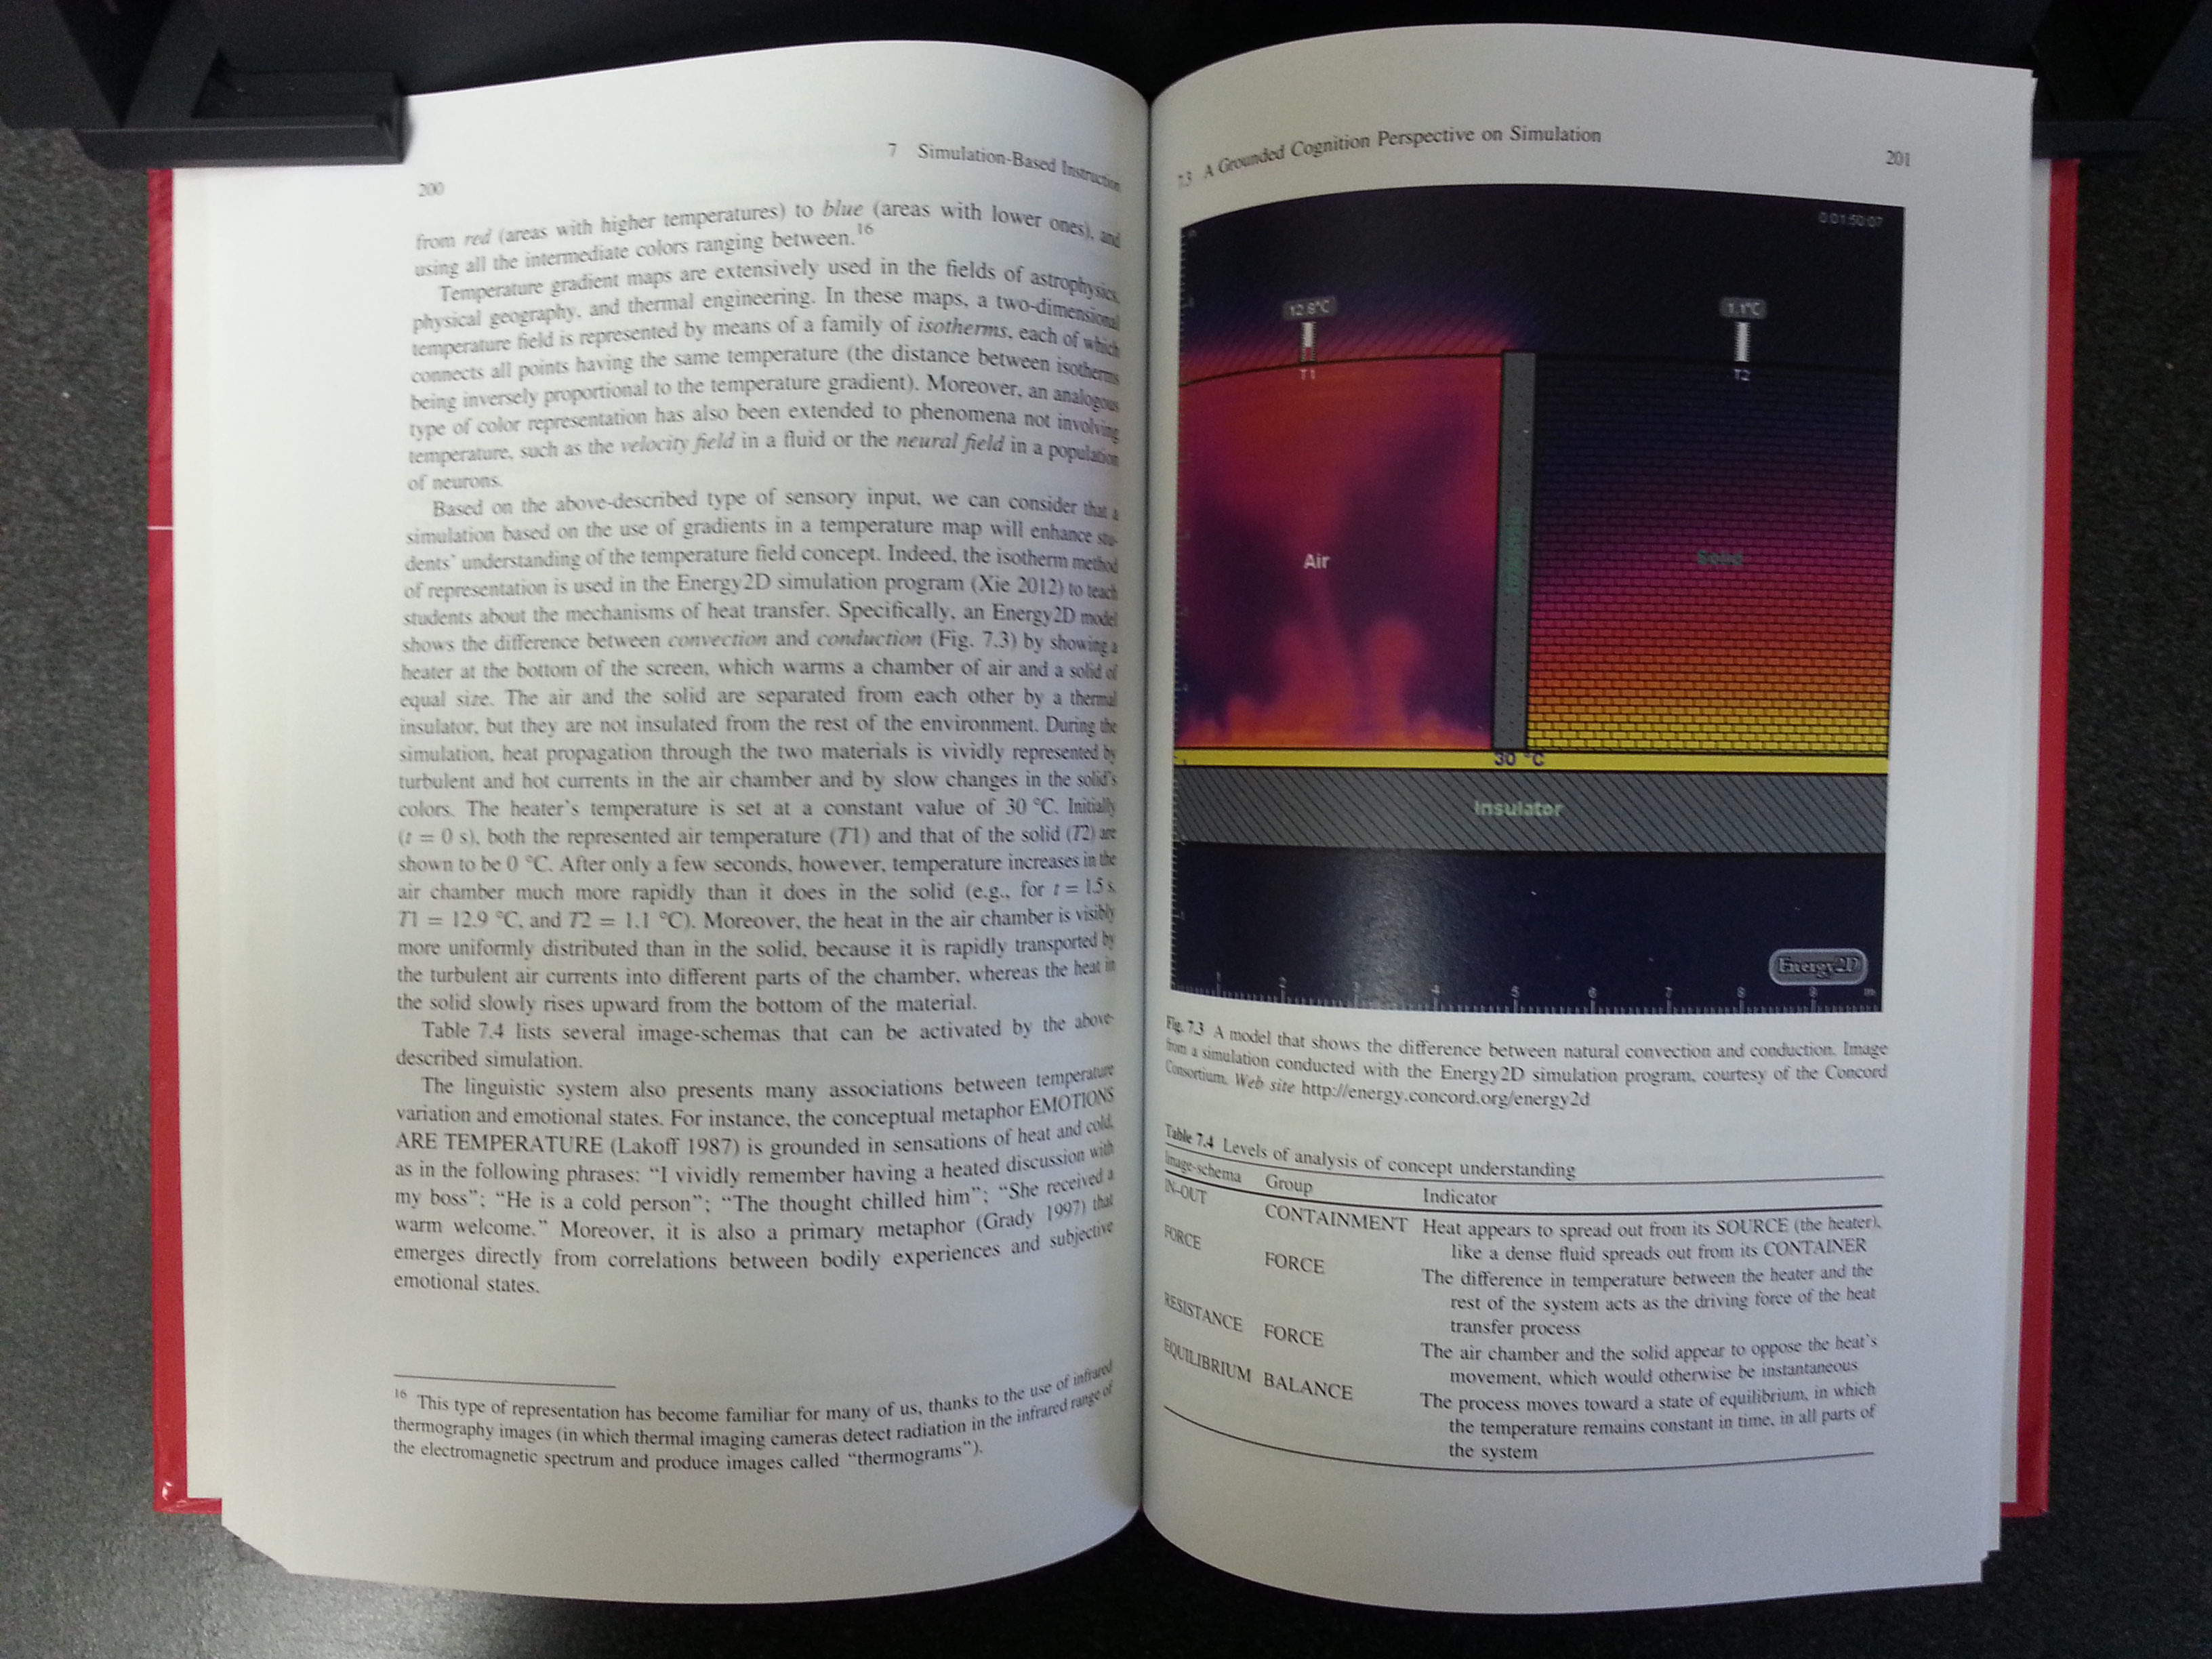 200
7 Simulation-Based Instruction
from red (areas with higher temperatures) to blue (areas with lower ones), and
using all the intermediate colors ranging between.16
Temperature gradient maps are extensively used in the fields of astrophysics,
physical geography, and thermal engineering. In these maps, a two-dimensional
temperature field is represented by means of a family of isotherms, each of which
connects all points having the same temperature (the distance between isotherms
being inversely proportional to the temperature gradient). Moreover, an analogous
type of color representation has also been extended to phenomena not involving
temperature, such as the velocity field in a fluid or the neural field in a population
of neurons.
Based on the above-described type of sensory input, we can consider that a
simulation based on the use of gradients in a temperature map will enhance stu-
dents' understanding of the temperature field concept. Indeed, the isotherm method
of representation is used in the Energy2D simulation program (Xie 2012) to teach
students about the mechanisms of heat transfer. Specifically, an Energy2D model
shows the difference between convection and conduction (Fig. 7.3) by showing a
heater at the bottom of the screen, which warms a chamber of air and a solid of
equal size. The air and the solid are separated from each other by a thermal
insulator, but they are not insulated from the rest of the environment. During the
simulation, heat propagation through the two materials is vividly represented by
turbulent and hot currents in the air chamber and by slow changes in the solid's
colors. The heater's temperature is set at a constant value of 30 °C. Initially
(t = 0 s), both the represented air temperature (T1) and that of the solid (T2) are
shown to be 0 °C. After only a few seconds, however, temperature increases in the
air chamber much more rapidly than it does in the solid (e.g., for t = 1.5 s,
T1 = 12.9 °C, and T2 = 1.1 °C). Moreover, the heat in the air chamber is visibly
more uniformly distributed than in the solid, because it is rapidly transported by
the turbulent air currents into different parts of the chamber, whereas the heat in
the solid slowly rises upward from the bottom of the material.
Table 7.4 lists several image-schemas that can be activated by the above-
described simulation.
The linguistic system also presents many associations between temperature
variation and emotional states. For instance, the conceptual metaphor EMOTIONS
ARE TEMPERATURE (Lakoff 1987) is grounded in sensations of heat and cold,
as in the following phrases: “I vividly remember having a heated discussion with
my boss”; “He is a cold person”; “The thought chilled him”; “She received a
warm welcome.” Moreover, it is also a primary metaphor (Grady 1997) that
emerges directly from correlations between bodily experiences and subjective
emotional states.
16 This type of representation has become familiar for many of us, thanks to the use of infrared
thermography images (in which thermal imaging cameras detect radiation in the infrared range of
the electromagnetic spectrum and produce images called “thermograms”).
7.3 A Grounded Cognition Perspective on Simulation
201
0:01:50:07
12.9°C
1.1°C
T1
T2
Air
30 °C
Insulator
Energy2D
1 2 3 4 5 6 7 8 9 m
Fig. 7.3 A model that shows the difference between natural convection and conduction. Image
from a simulation conducted with the Energy2D simulation program, courtesy of the Concord
Consortium. Web site http://energy.concord.org/energy2d
Table 7.4 Levels of analysis of concept understanding
Image-schema Group Indicator
IN-OUT CONTAINMENT Heat appears to spread out from its SOURCE (the heater),
like a dense fluid spreads out from its CONTAINER
FORCE FORCE The difference in temperature between the heater and the
rest of the system acts as the driving force of the heat
transfer process
RESISTANCE FORCE The air chamber and the solid appear to oppose the heat's
movement, which would otherwise be instantaneous
EQUILIBRIUM BALANCE The process moves toward a state of equilibrium, in which
the temperature remains constant in time, in all parts of
the system